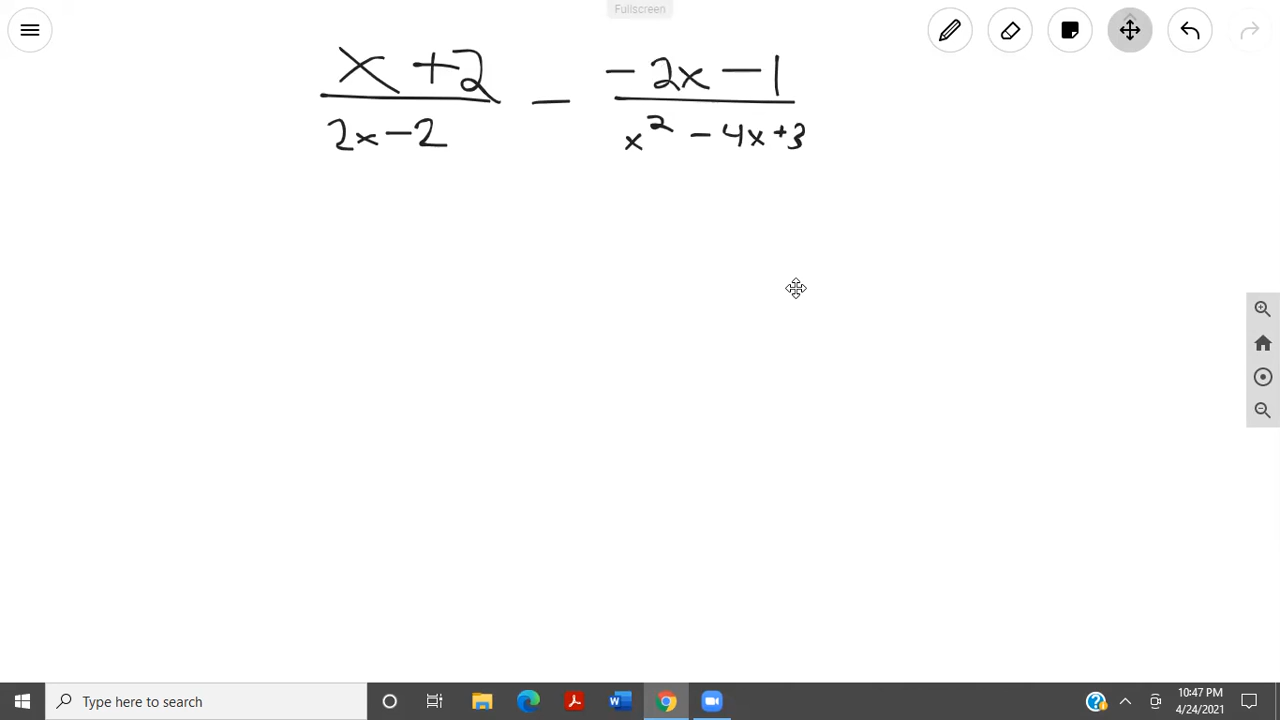 Fullscreen
x + 2 / 2x - 2 - -2x - 1 / x² - 4x + 3
Type here to search
10:47 PM
4/24/2021